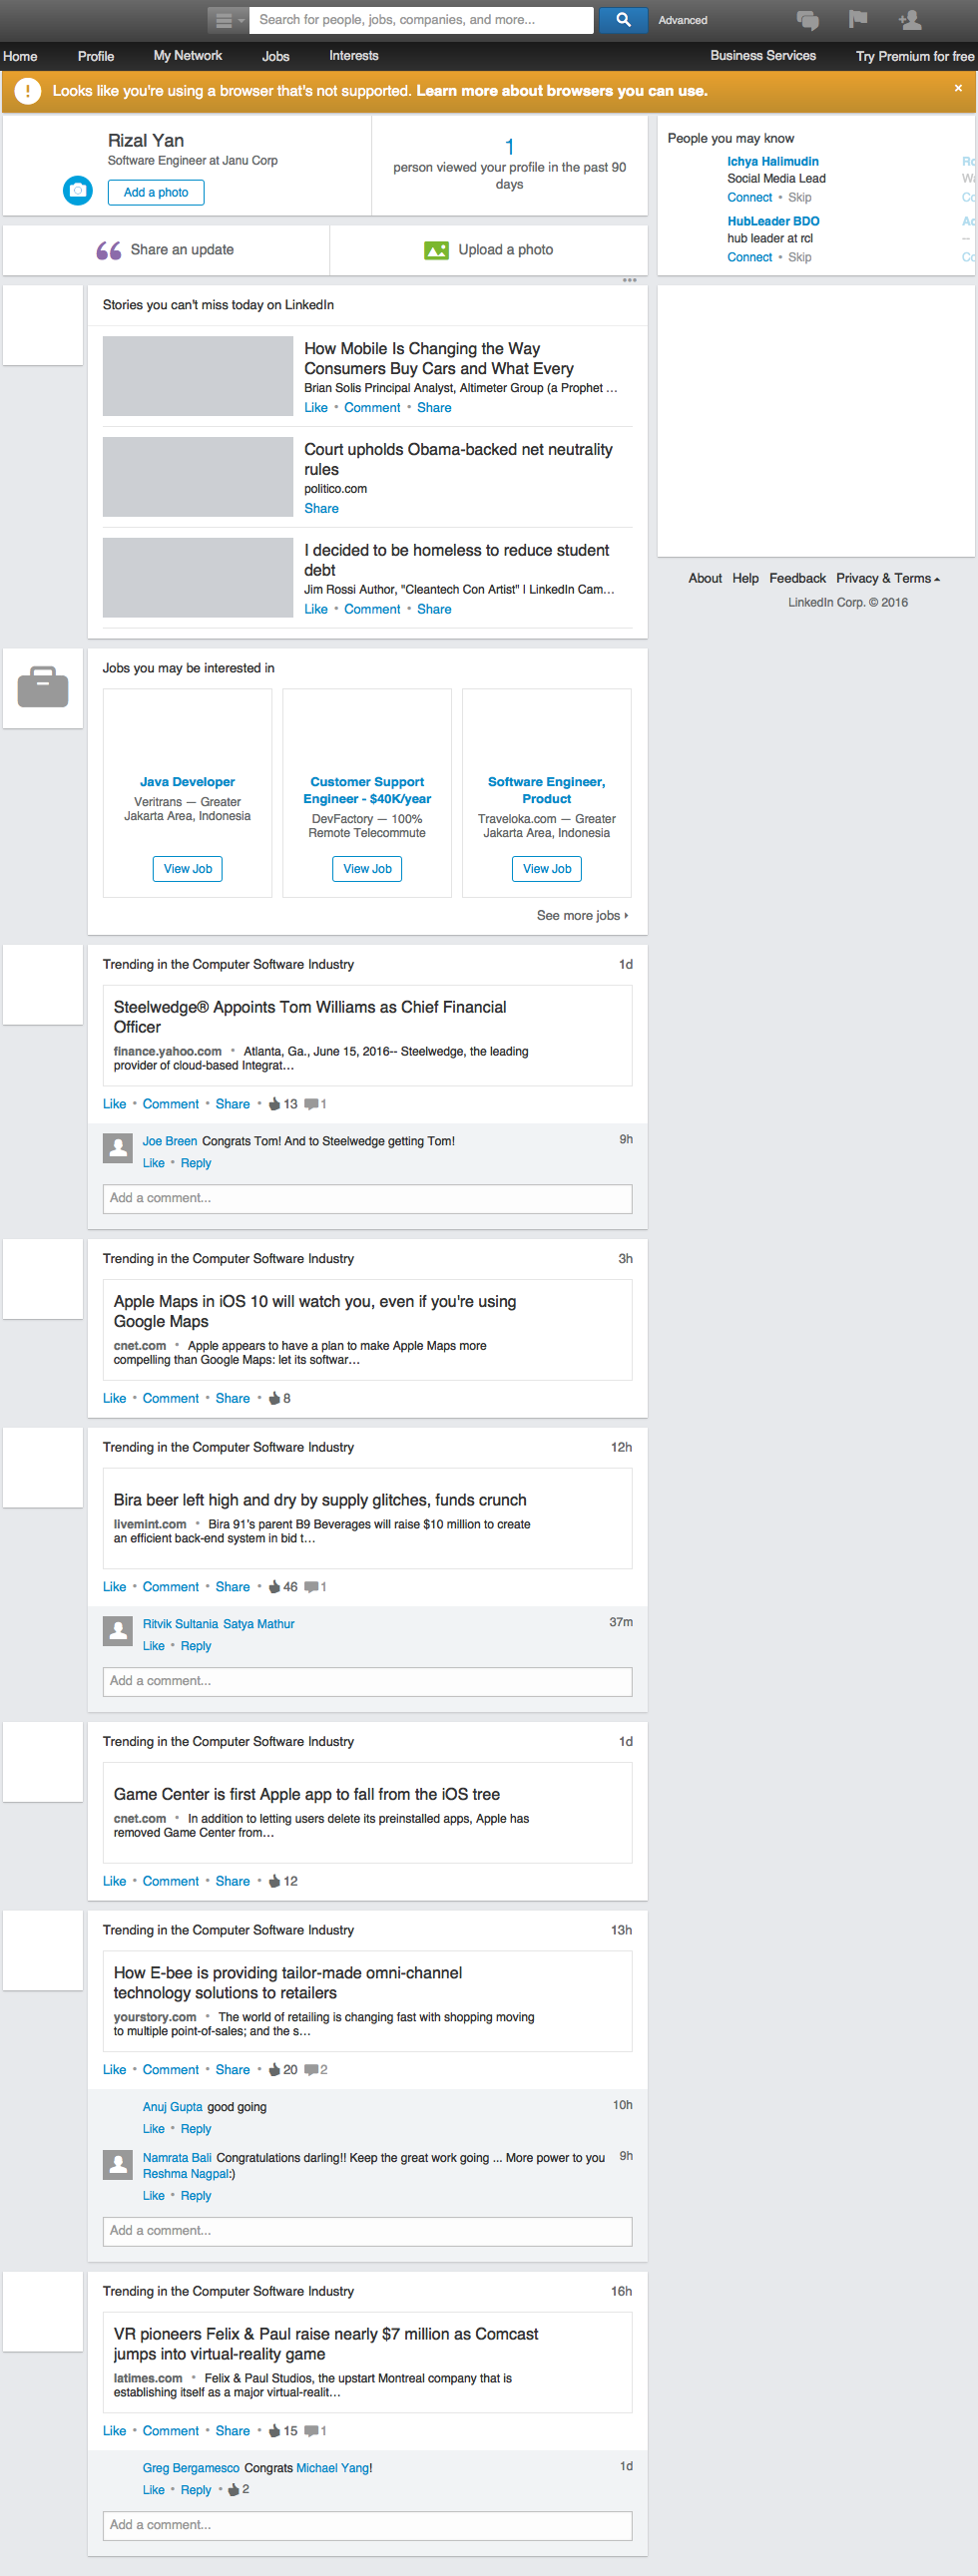 Search for people, jobs, companies, and more...
Advanced
Home
Profile
My Network
Jobs
Interests
Business Services
Try Premium for free
Looks like you're using a browser that's not supported. Learn more about browsers you can use.
×
Rizal Yan
Software Engineer at Janu Corp
Add a photo
1
person viewed your profile in the past 90
days
People you may know
Ichya Halimudin
Social Media Lead
Connect • Skip
HubLeader BDO
hub leader at rcl
Connect • Skip
Share an update
Upload a photo
Stories you can't miss today on LinkedIn
How Mobile Is Changing the Way
Consumers Buy Cars and What Every
Brian Solis Principal Analyst, Altimeter Group (a Prophet ...
Like • Comment • Share
Court upholds Obama-backed net neutrality
rules
politico.com
Share
I decided to be homeless to reduce student
debt
Jim Rossi Author, "Cleantech Con Artist" | LinkedIn Cam...
Like • Comment • Share
About Help Feedback Privacy & Terms
LinkedIn Corp. © 2016
Jobs you may be interested in
Java Developer
Veritrans — Greater
Jakarta Area, Indonesia
View Job
Customer Support
Engineer - $40K/year
DevFactory — 100%
Remote Telecommute
View Job
Software Engineer,
Product
Traveloka.com — Greater
Jakarta Area, Indonesia
View Job
See more jobs
Trending in the Computer Software Industry
1d
Steelwedge® Appoints Tom Williams as Chief Financial
Officer
finance.yahoo.com • Atlanta, Ga., June 15, 2016-- Steelwedge, the leading
provider of cloud-based Integrat...
Like • Comment • Share • 13 1
Joe Breen Congrats Tom! And to Steelwedge getting Tom!
9h
Like • Reply
Add a comment...
Trending in the Computer Software Industry
3h
Apple Maps in iOS 10 will watch you, even if you're using
Google Maps
cnet.com • Apple appears to have a plan to make Apple Maps more
compelling than Google Maps: let its softwar...
Like • Comment • Share • 8
Trending in the Computer Software Industry
12h
Bira beer left high and dry by supply glitches, funds crunch
livemint.com • Bira 91's parent B9 Beverages will raise $10 million to create
an efficient back-end system in bid t...
Like • Comment • Share • 46 1
Ritvik Sultania Satya Mathur
37m
Like • Reply
Add a comment...
Trending in the Computer Software Industry
1d
Game Center is first Apple app to fall from the iOS tree
cnet.com • In addition to letting users delete its preinstalled apps, Apple has
removed Game Center from...
Like • Comment • Share • 12
Trending in the Computer Software Industry
13h
How E-bee is providing tailor-made omni-channel
technology solutions to retailers
yourstory.com • The world of retailing is changing fast with shopping moving
to multiple point-of-sales; and the s...
Like • Comment • Share • 20 2
Anuj Gupta good going
10h
Like • Reply
Namrata Bali Congratulations darling!! Keep the great work going ... More power to you
9h
Reshma Nagpal:)
Like • Reply
Add a comment...
Trending in the Computer Software Industry
16h
VR pioneers Felix & Paul raise nearly $7 million as Comcast
jumps into virtual-reality game
latimes.com • Felix & Paul Studios, the upstart Montreal company that is
establishing itself as a major virtual-realit...
Like • Comment • Share • 15 1
Greg Bergamesco Congrats Michael Yang!
1d
Like • Reply • 2
Add a comment...